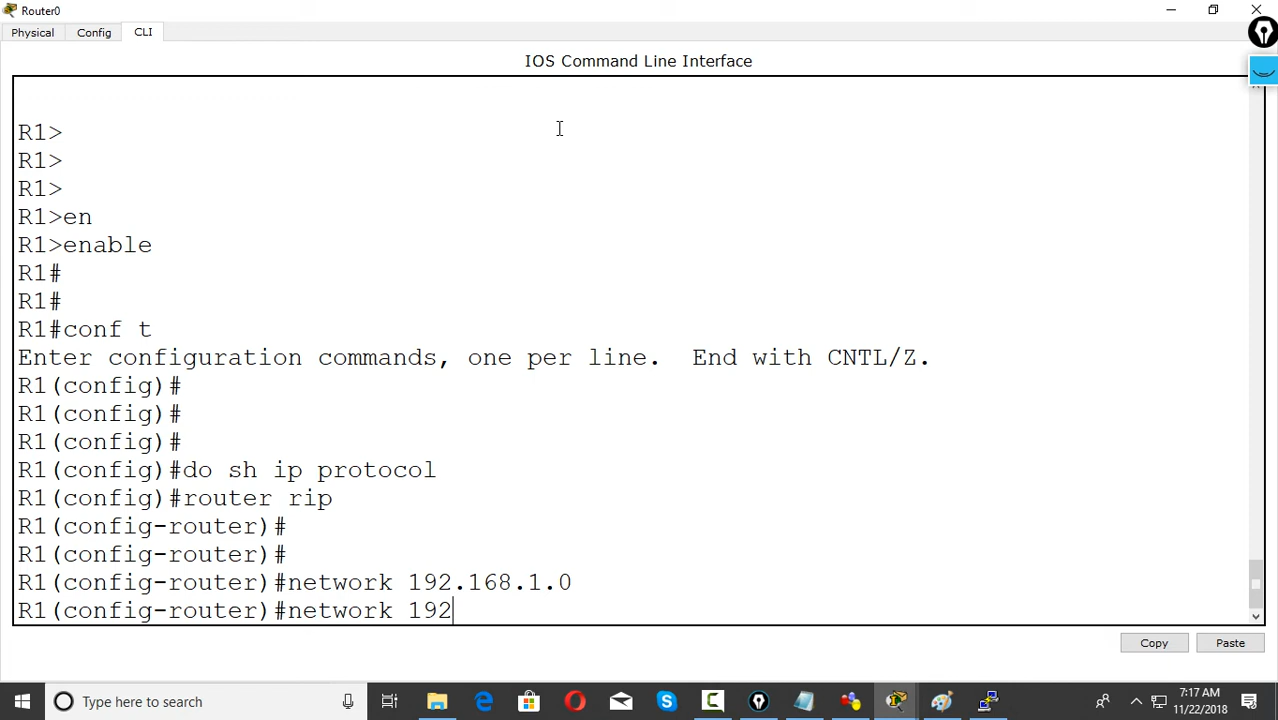 Router0
Physical
Config
CLI
IOS Command Line Interface
R1>
R1>
R1>
R1>en
R1>enable
R1#
R1#
R1#conf t
Enter configuration commands, one per line.  End with CNTL/Z.
R1(config)#
R1(config)#
R1(config)#
R1(config)#do sh ip protocol
R1(config)#router rip
R1(config-router)#
R1(config-router)#
R1(config-router)#network 192.168.1.0
R1(config-router)#network 192
Copy
Paste
Type here to search
7:17 AM
11/22/2018